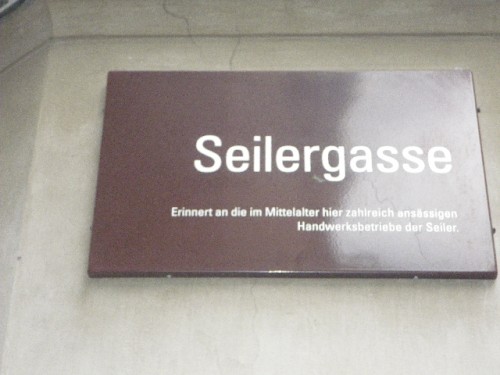 Seilergasse
Erinnert an die im Mittelalter hier zahlreich ansässigen
Handwerksbetriebe der Seiler.